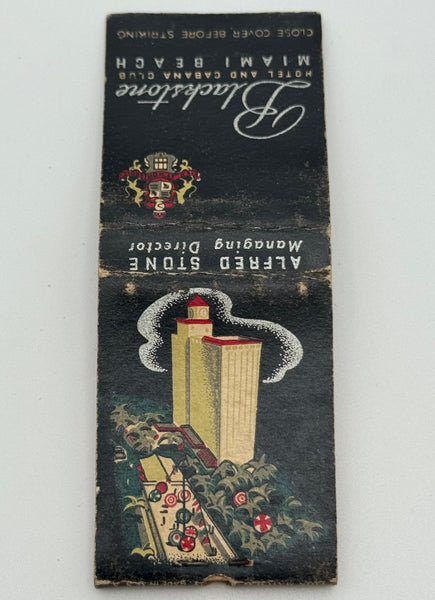 ALFRED STONE
Managing Director
Blackstone
HOTEL AND CABANA CLUB
MIAMI BEACH
CLOSE COVER BEFORE STRIKING